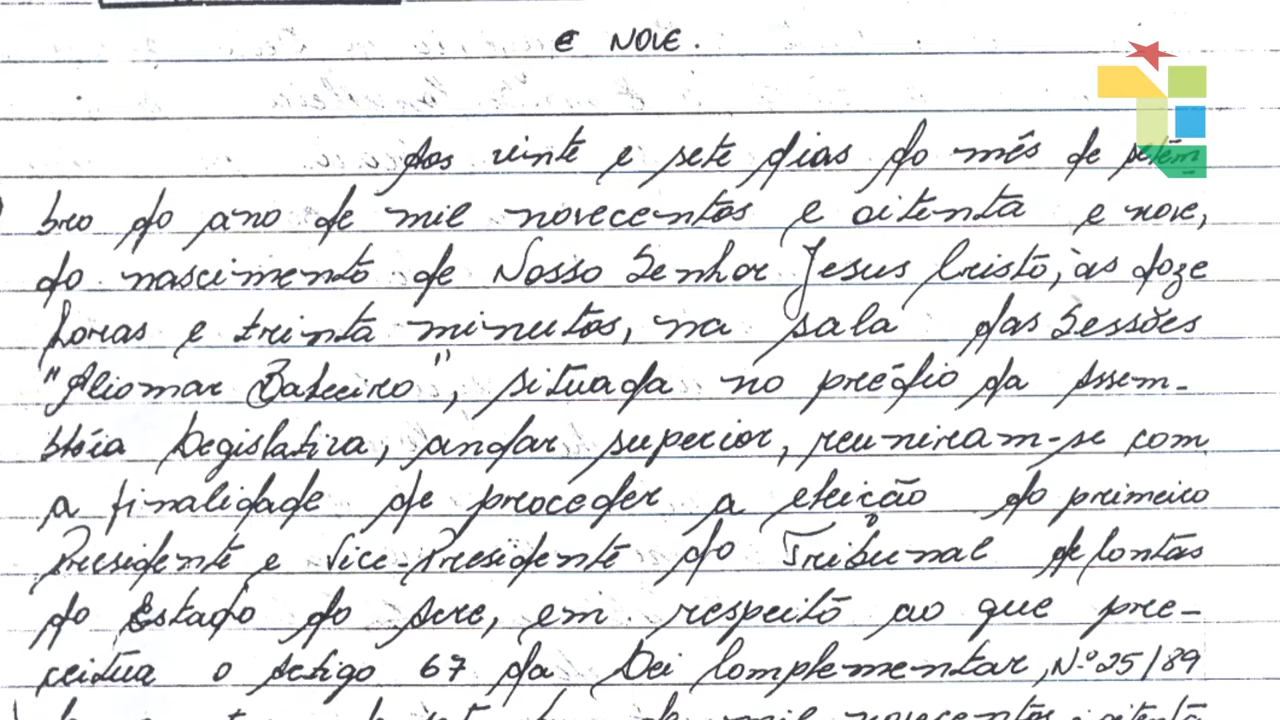 E NOVE.
Aos vinte e sete dias do mês de setem
bro do ano de mil novecentos e oitenta e nove,
do nascimento de Nosso Senhor Jesus Cristo, às doze
horas e trinta minutos, na sala das Sessões
"Aliomar Baleeiro", situada no prédio da Assem-
bléia Legislativa, andar superior, reuniram-se com
a finalidade de proceder a eleição do primeiro
Presidente e Vice-Presidente do Tribunal de Contas
do Estado do Acre, em respeito ao que pre-
ceitua o Artigo 67 da Lei Complementar, Nº 25/89
mil novecentos e oitenta